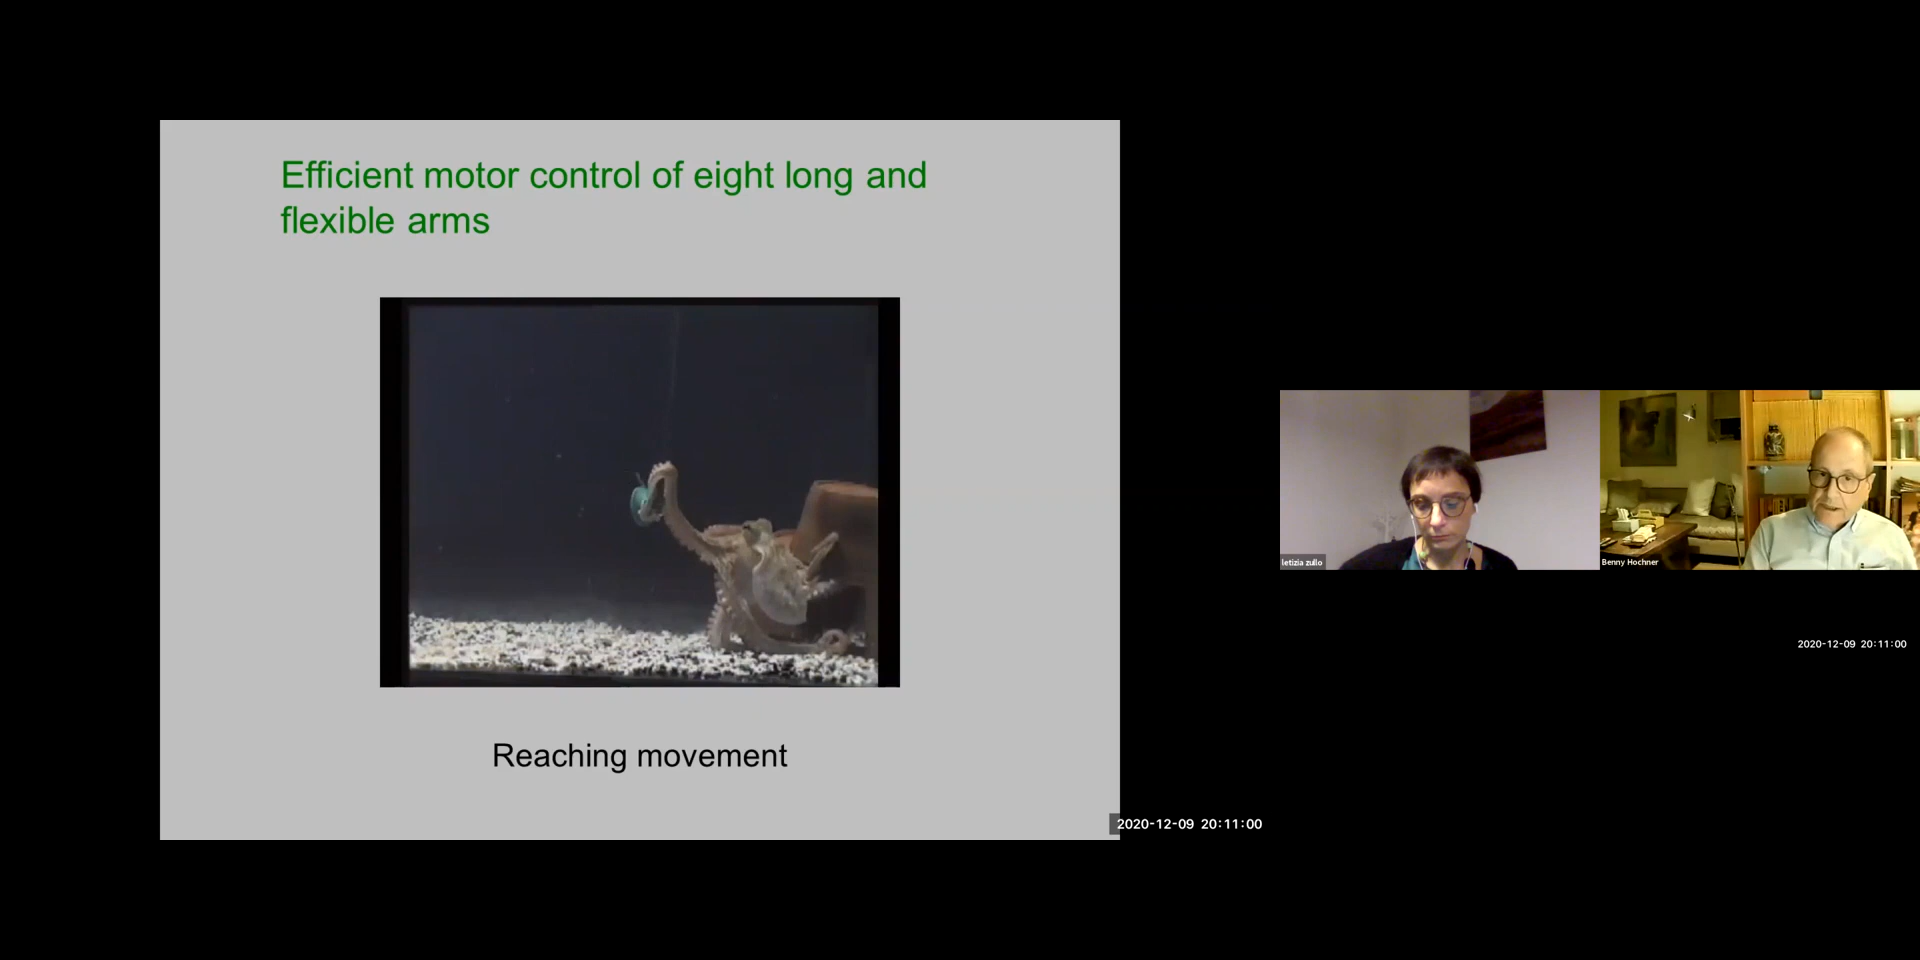 Efficient motor control of eight long and
flexible arms
Reaching movement
letizia zullo
Benny Hochner
2020-12-09 20:11:00
2020-12-09 20:11:00